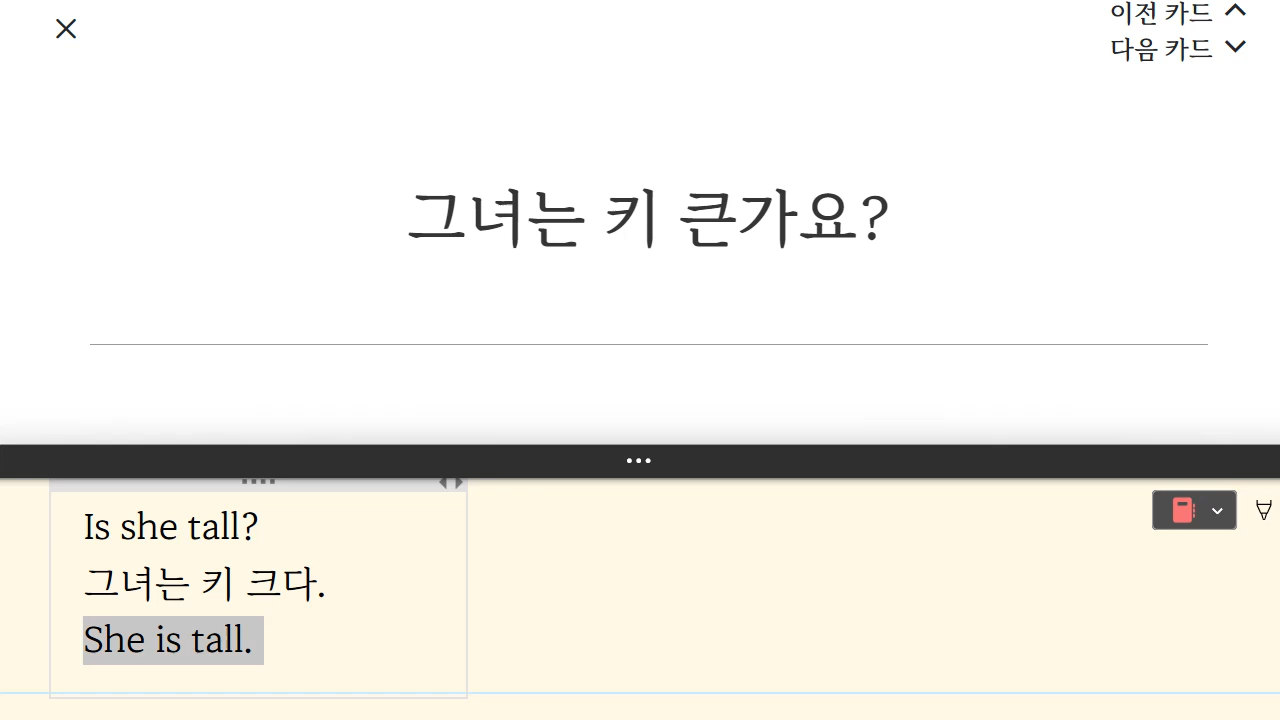 이전 카드
다음 카드
그녀는 키 큰가요?
Is she tall?
그녀는 키 크다.
She is tall.